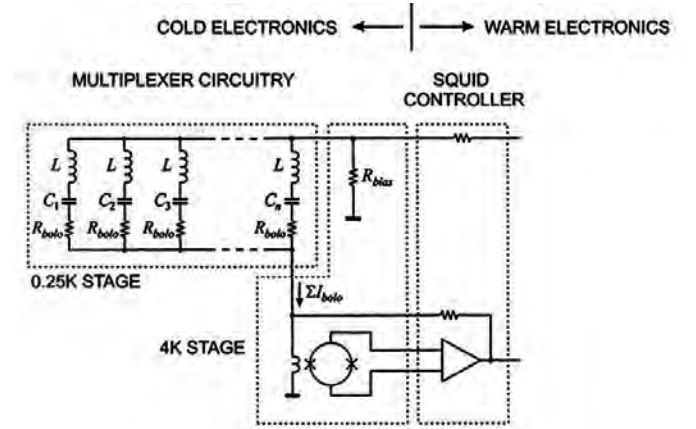 COLD ELECTRONICS
WARM ELECTRONICS
MULTIPLEXER CIRCUITRY
SQUID
CONTROLLER
L L L L
C1 C2 C3 Cn
Rbolo Rbolo Rbolo Rbolo
Rbias
0.25K STAGE
ΣIbolo
4K STAGE